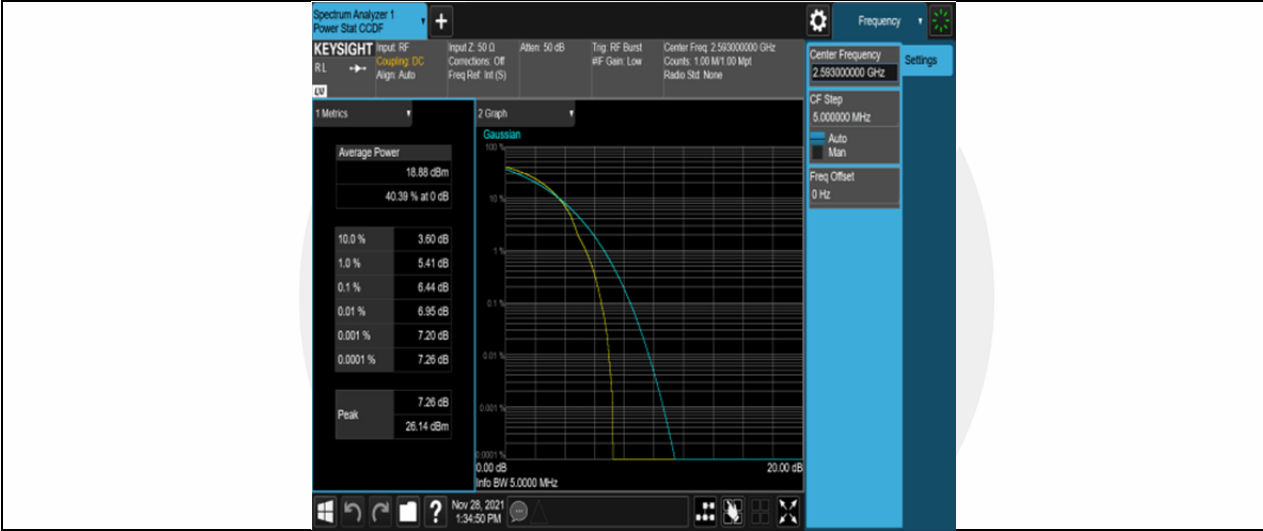 Spectrum Analyzer 1
Power Stat CCDF
+
Frequency
KEYSIGHT
RL
LV
Input: RF
Coupling: DC
Align: Auto
Input Z: 50 Ω
Corrections: Off
Freq Ref: Int (S)
Atten: 50 dB
Trig: RF Burst
#IF Gain: Low
Center Freq: 2.593000000 GHz
Counts: 1.00 M/1.00 Mpt
Radio Std: None
Center Frequency
2.593000000 GHz
Settings
CF Step
5.000000 MHz
Auto
Man
Freq Offset
0 Hz
1 Metrics
Average Power
18.88 dBm
40.39 % at 0 dB
10.0 % 3.60 dB
1.0 % 5.41 dB
0.1 % 6.44 dB
0.01 % 6.95 dB
0.001 % 7.20 dB
0.0001 % 7.26 dB
Peak
7.26 dB
26.14 dBm
2 Graph
Gaussian
100 %
10 %
1 %
0.1 %
0.01 %
0.001 %
0.0001 %
0.00 dB 20.00 dB
Info BW 5.0000 MHz
?
Nov 28, 2021
1:34:50 PM